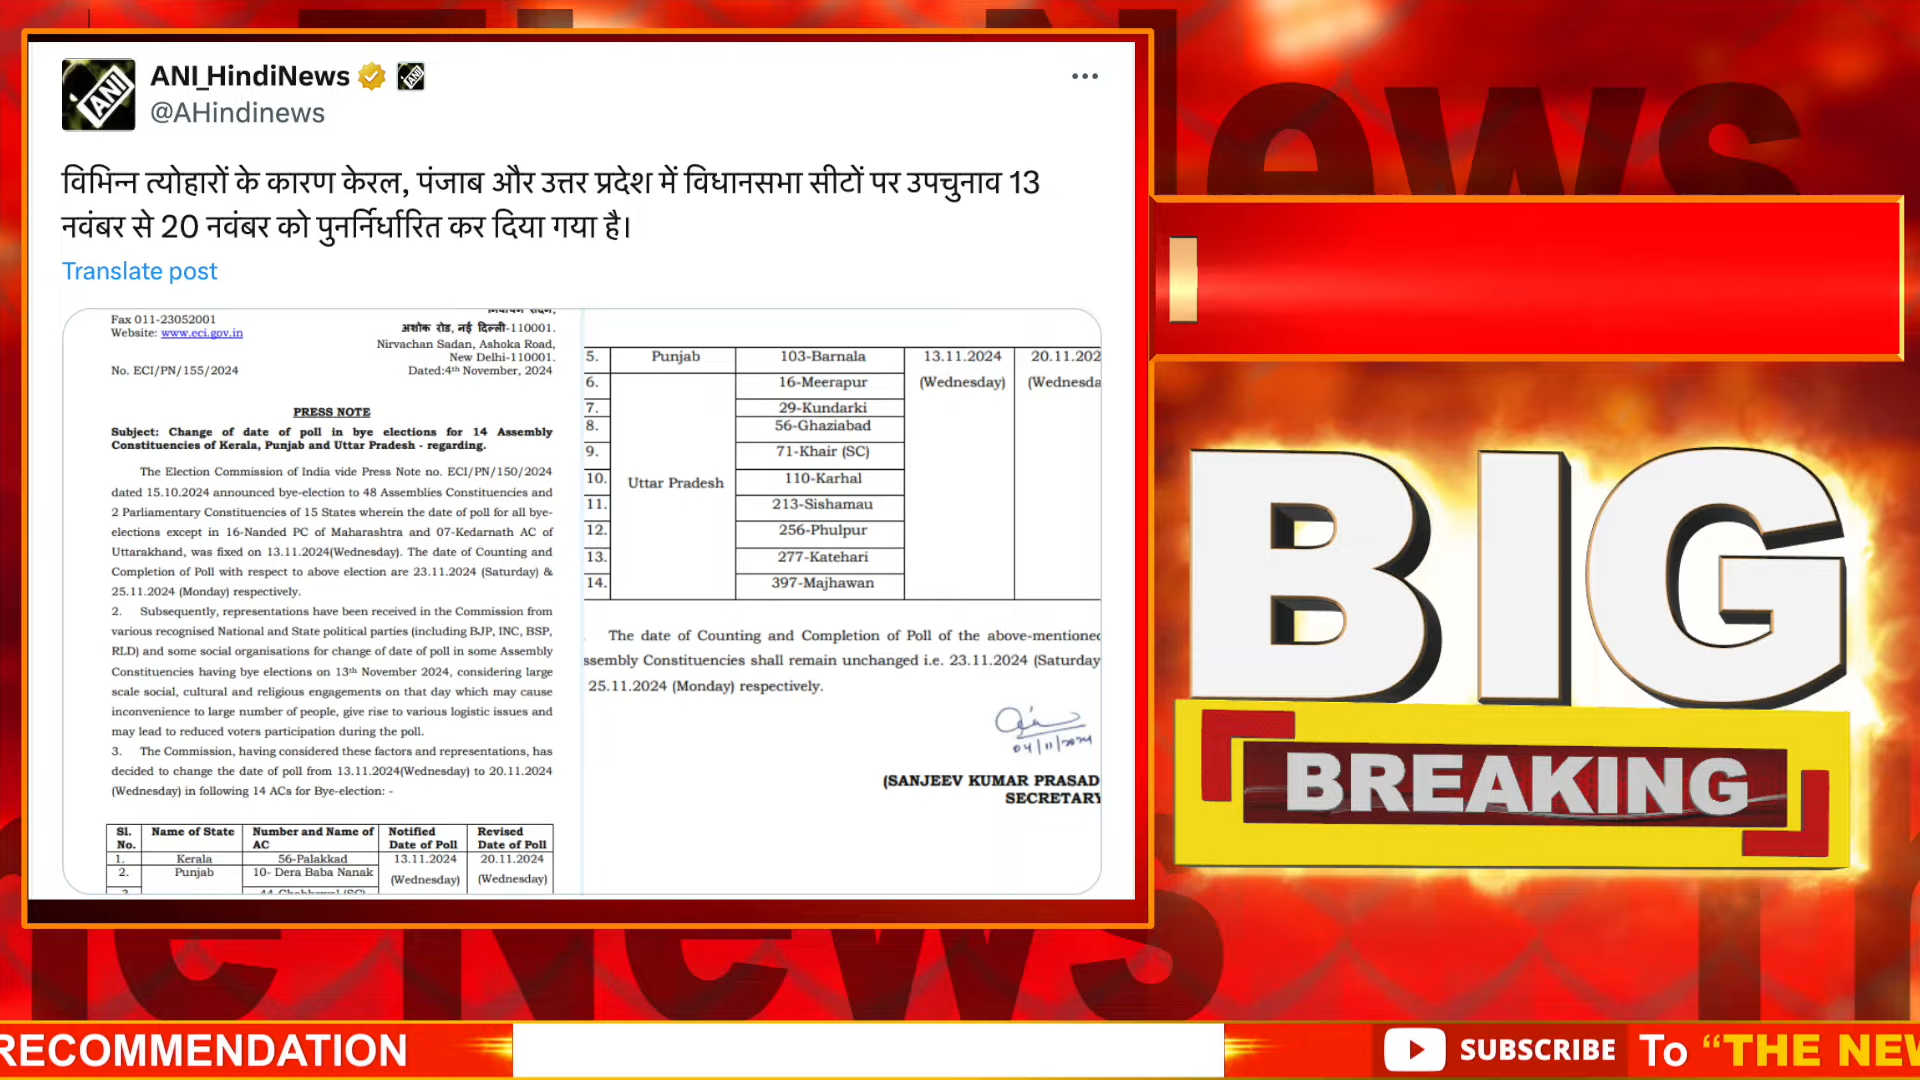 ANI_HindiNews
@AHindinews
विभिन्न त्योहारों के कारण केरल, पंजाब और उत्तर प्रदेश में विधानसभा सीटों पर उपचुनाव 13
नवंबर से 20 नवंबर को पुनर्निर्धारित कर दिया गया है।
Translate post
Fax 011-23052001
Website: www.eci.gov.in
अशोक रोड, नई दिल्ली-110001.
Nirvachan Sadan, Ashoka Road,
New Delhi-110001.
No. ECI/PN/155/2024
Dated:4th November, 2024
PRESS NOTE
Subject: Change of date of poll in bye elections for 14 Assembly
Constituencies of Kerala, Punjab and Uttar Pradesh - regarding.
The Election Commission of India vide Press Note no. ECI/PN/150/2024
dated 15.10.2024 announced bye-election to 48 Assemblies Constituencies and
2 Parliamentary Constituencies of 15 States wherein the date of poll for all bye-
elections except in 16-Nanded PC of Maharashtra and 07-Kedarnath AC of
Uttarakhand, was fixed on 13.11.2024(Wednesday). The date of Counting and
Completion of Poll with respect to above election are 23.11.2024 (Saturday) &
25.11.2024 (Monday) respectively.
2. Subsequently, representations have been received in the Commission from
various recognised National and State political parties (including BJP, INC, BSP,
RLD) and some social organisations for change of date of poll in some Assembly
Constituencies having bye elections on 13th November 2024, considering large
scale social, cultural and religious engagements on that day which may cause
inconvenience to large number of people, give rise to various logistic issues and
may lead to reduced voters participation during the poll.
3. The Commission, having considered these factors and representations, has
decided to change the date of poll from 13.11.2024(Wednesday) to 20.11.2024
(Wednesday) in following 14 ACs for Bye-election: -
Sl. No. Name of State Number and Name of AC Notified Date of Poll Revised Date of Poll
1. Kerala 56-Palakkad 13.11.2024 (Wednesday) 20.11.2024 (Wednesday)
2. Punjab 10- Dera Baba Nanak
5. Punjab 103-Barnala 13.11.2024 (Wednesday) 20.11.202 (Wednesda
6. Uttar Pradesh 16-Meerapur
7. 29-Kundarki
8. 56-Ghaziabad
9. 71-Khair (SC)
10. 110-Karhal
11. 213-Sishamau
12. 256-Phulpur
13. 277-Katehari
14. 397-Majhawan
The date of Counting and Completion of Poll of the above-mentioned
ssembly Constituencies shall remain unchanged i.e. 23.11.2024 (Saturday
25.11.2024 (Monday) respectively.
04/11/2024
(SANJEEV KUMAR PRASAD
SECRETARY
News
BIG
BREAKING
e News
RECOMMENDATION
SUBSCRIBE To “THE NEW